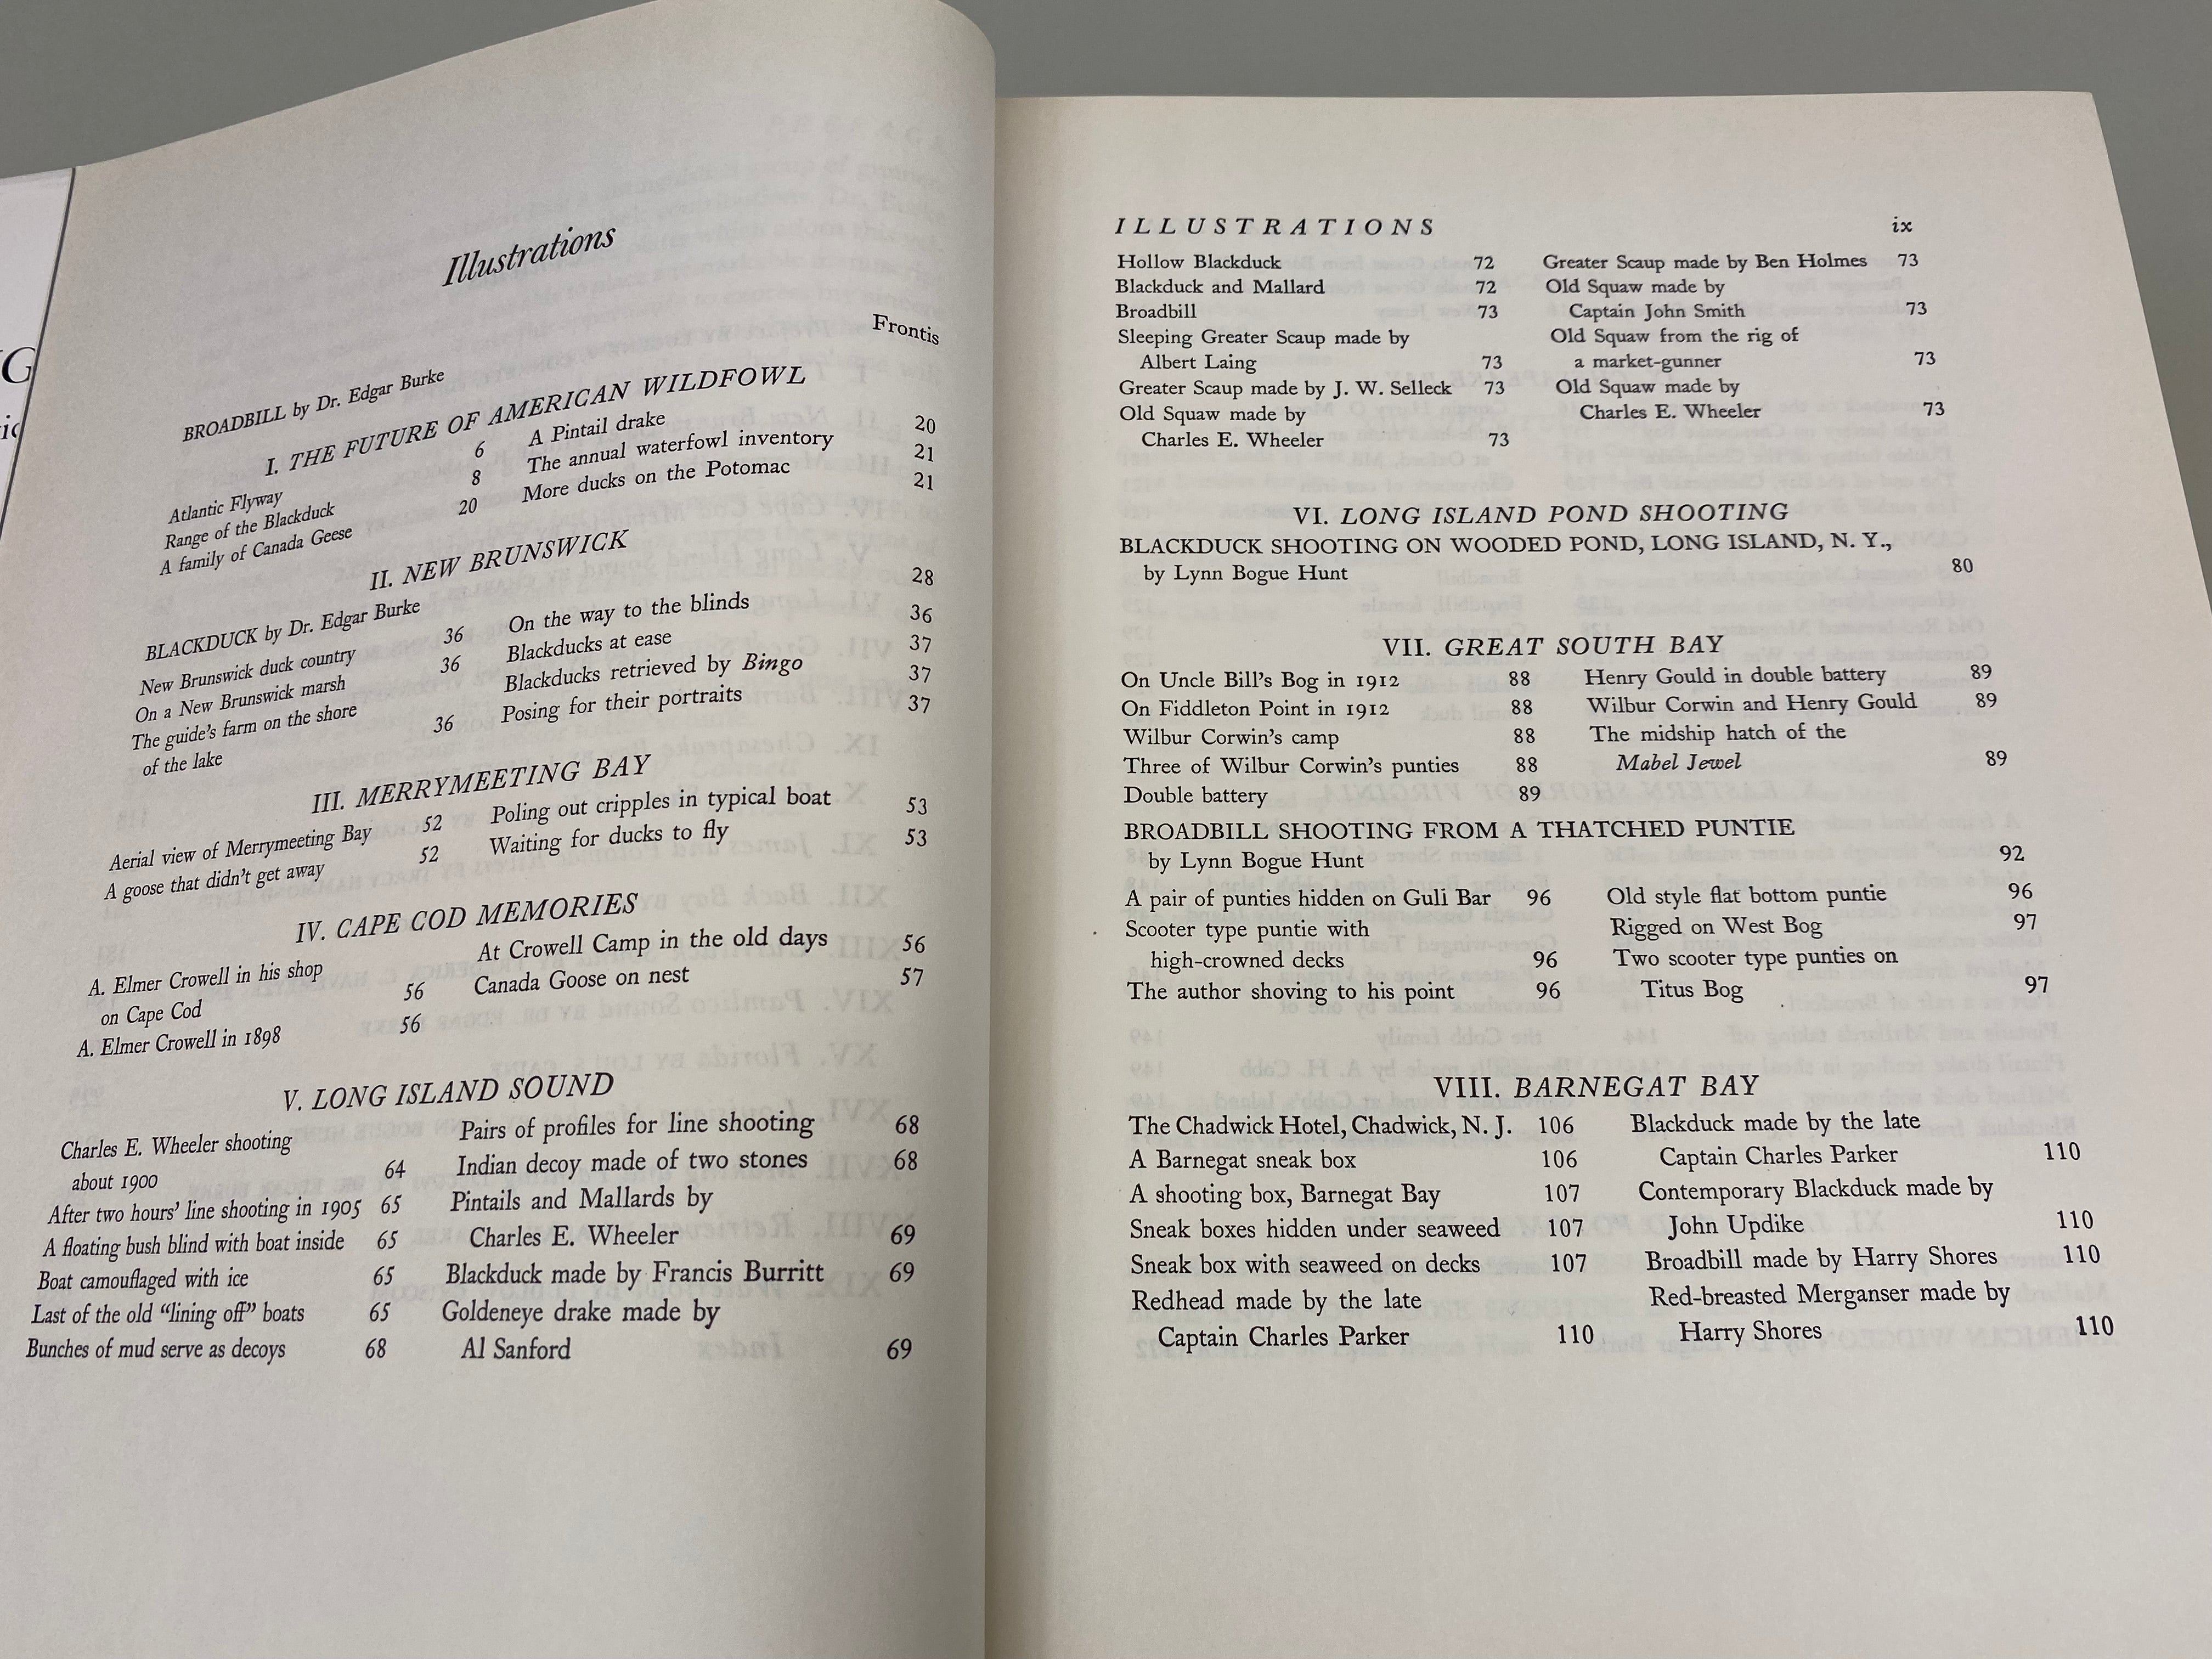 Illustrations
Frontis
BROADBILL by Dr. Edgar Burke
I. THE FUTURE OF AMERICAN WILDFOWL
Atlantic Flyway 6
Range of the Blackduck 8
A family of Canada Geese 20
A Pintail drake 20
The annual waterfowl inventory 21
More ducks on the Potomac 21
II. NEW BRUNSWICK
BLACKDUCK by Dr. Edgar Burke 28
New Brunswick duck country 36
On a New Brunswick marsh 36
The guide's farm on the shore
of the lake 36
On the way to the blinds 36
Blackducks at ease 37
Blackducks retrieved by Bingo 37
Posing for their portraits 37
III. MERRYMEETING BAY
Aerial view of Merrymeeting Bay 52
A goose that didn't get away 52
Poling out cripples in typical boat 53
Waiting for ducks to fly 53
IV. CAPE COD MEMORIES
A. Elmer Crowell in his shop
on Cape Cod 56
A. Elmer Crowell in 1898 56
At Crowell Camp in the old days 56
Canada Goose on nest 57
V. LONG ISLAND SOUND
Charles E. Wheeler shooting
about 1900 64
After two hours' line shooting in 1905 65
A floating bush blind with boat inside 65
Boat camouflaged with ice 65
Last of the old "lining off" boats 65
Bunches of mud serve as decoys 68
Pairs of profiles for line shooting 68
Indian decoy made of two stones 68
Pintails and Mallards by
Charles E. Wheeler 69
Blackduck made by Francis Burritt 69
Goldeneye drake made by
Al Sanford 69
ILLUSTRATIONS ix
Hollow Blackduck 72
Blackduck and Mallard 72
Broadbill 73
Sleeping Greater Scaup made by
Albert Laing 73
Greater Scaup made by J. W. Selleck 73
Old Squaw made by
Charles E. Wheeler 73
Greater Scaup made by Ben Holmes 73
Old Squaw made by
Captain John Smith 73
Old Squaw from the rig of
a market-gunner 73
Old Squaw made by
Charles E. Wheeler 73
VI. LONG ISLAND POND SHOOTING
BLACKDUCK SHOOTING ON WOODED POND, LONG ISLAND, N. Y.,
by Lynn Bogue Hunt 80
VII. GREAT SOUTH BAY
On Uncle Bill's Bog in 1912 88
On Fiddleton Point in 1912 88
Wilbur Corwin's camp 88
Three of Wilbur Corwin's punties 88
Double battery 89
Henry Gould in double battery 89
Wilbur Corwin and Henry Gould 89
The midship hatch of the
Mabel Jewel 89
BROADBILL SHOOTING FROM A THATCHED PUNTIE
by Lynn Bogue Hunt 92
A pair of punties hidden on Gull Bar 96
Scooter type puntie with
high-crowned decks 96
The author shoving to his point 96
Old style flat bottom puntie 96
Rigged on West Bog 97
Two scooter type punties on
Titus Bog 97
VIII. BARNEGAT BAY
The Chadwick Hotel, Chadwick, N. J. 106
A Barnegat sneak box 106
A shooting box, Barnegat Bay 107
Sneak boxes hidden under seaweed 107
Sneak box with seaweed on decks 107
Redhead made by the late
Captain Charles Parker 110
Blackduck made by the late
Captain Charles Parker 110
Contemporary Blackduck made by
John Updike 110
Broadbill made by Harry Shores 110
Red-breasted Merganser made by
Harry Shores 110